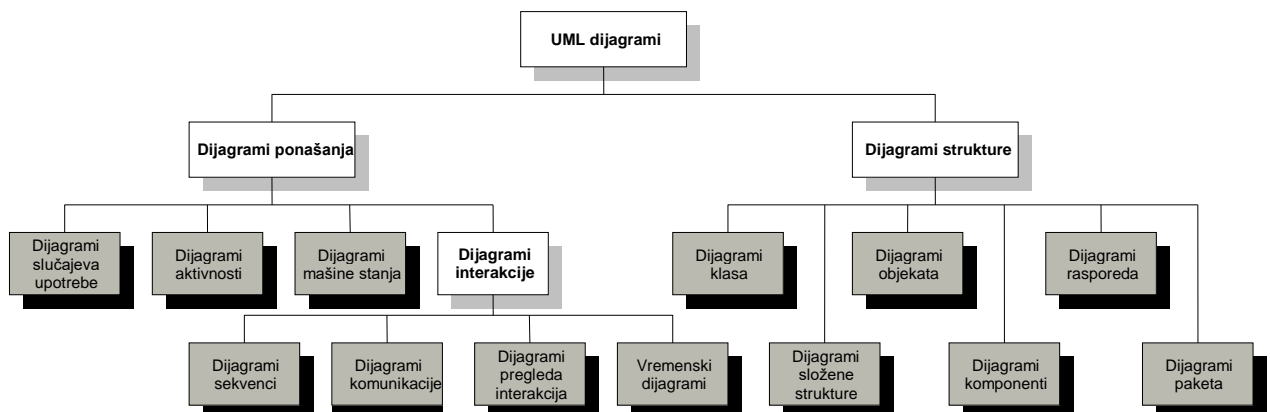 UML dijagrami
Dijagrami ponašanja
Dijagrami strukture
Dijagrami
slučajeva
upotrebe
Dijagrami
aktivnosti
Dijagrami
mašine stanja
Dijagrami
interakcije
Dijagrami
klasa
Dijagrami
objekata
Dijagrami
rasporeda
Dijagrami
sekvenci
Dijagrami
komunikacije
Dijagrami
pregleda
interakcija
Vremenski
dijagrami
Dijagrami
složene
strukture
Dijagrami
komponenti
Dijagrami
paketa